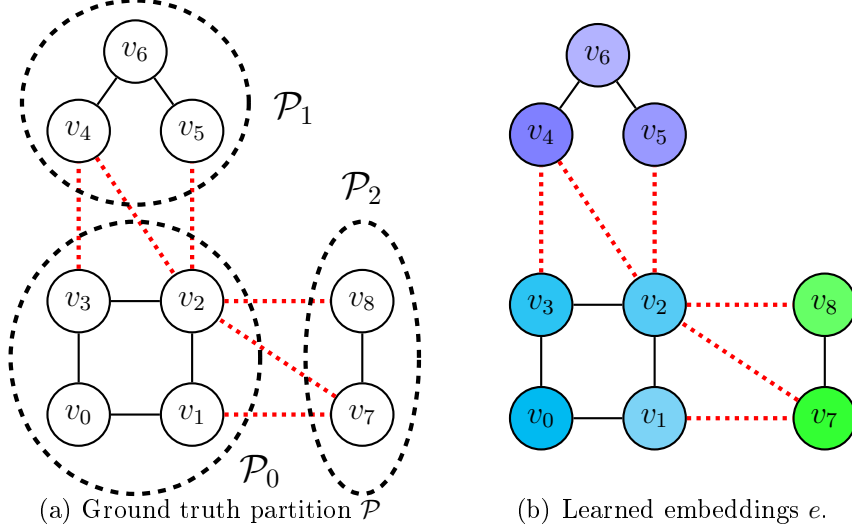 v₆
𝒫₁
v₄
v₅
𝒫₂
v₃
v₂
v₈
v₀
v₁
v₇
𝒫₀
(a) Ground truth partition 𝒫
v₆
v₄
v₅
v₃
v₂
v₈
v₀
v₁
v₇
(b) Learned embeddings e.